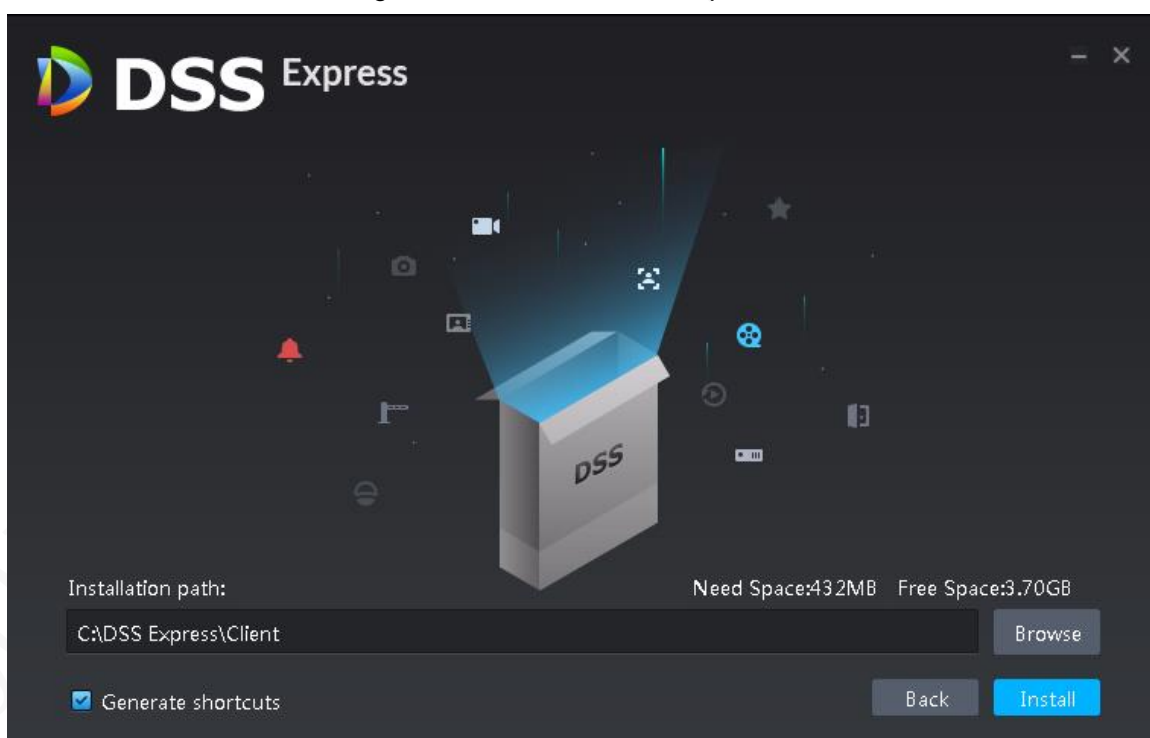 DSS Express
DSS
Installation path:
Need Space:432MB Free Space:3.70GB
C:\DSS Express\Client
Browse
Generate shortcuts
Back
Install